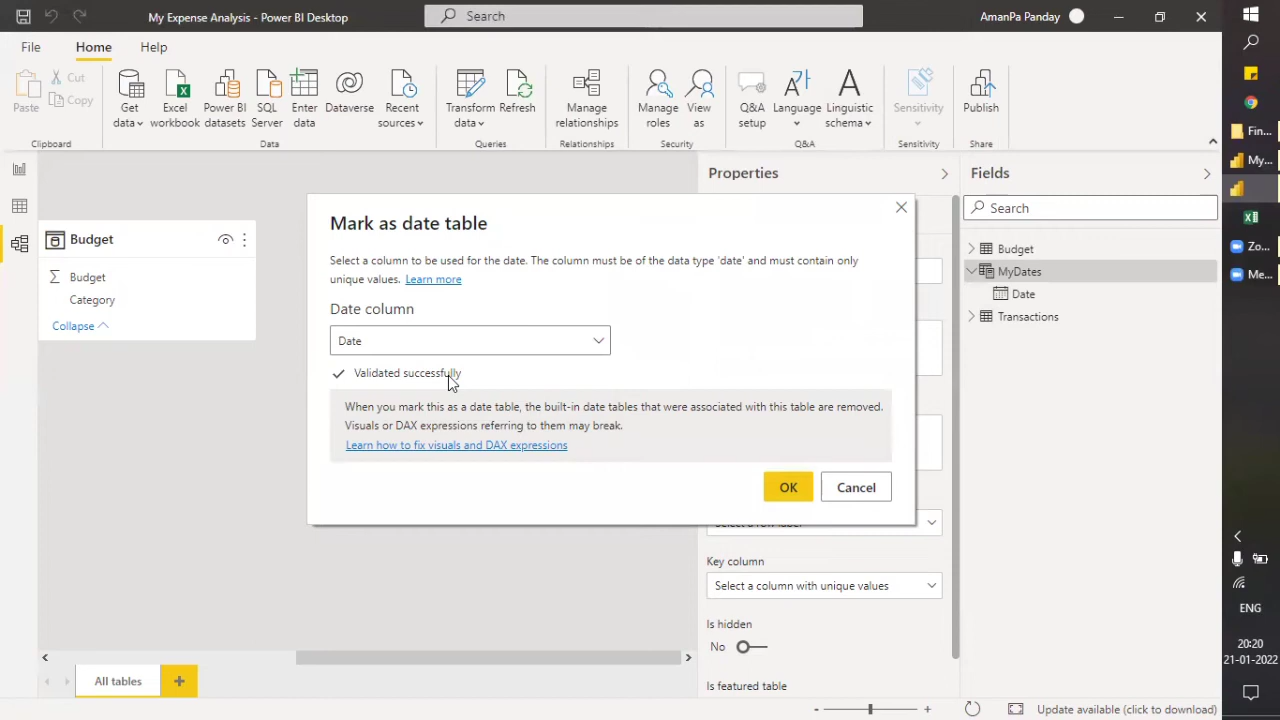 My Expense Analysis - Power BI Desktop
Search
AmanPa Panday
File
Home
Help
Paste
Cut
Copy
Get data
Excel workbook
Power BI datasets
SQL Server
Enter data
Dataverse
Recent sources
Transform data
Refresh
Manage relationships
Manage roles
View as
Q&A setup
Language
Linguistic schema
Sensitivity
Publish
Clipboard
Data
Queries
Relationships
Security
Q&A
Sensitivity
Share
Budget
Budget
Category
Collapse
Mark as date table
Select a column to be used for the date. The column must be of the data type 'date' and must contain only
unique values. Learn more
Date column
Date
Validated successfully
When you mark this as a date table, the built-in date tables that were associated with this table are removed.
Visuals or DAX expressions referring to them may break.
Learn how to fix visuals and DAX expressions
OK
Cancel
Properties
Key column
Select a column with unique values
Is hidden
No
Is featured table
Fields
Search
Budget
MyDates
Date
Transactions
All tables
Update available (click to download)
Fin...
My...
Zo...
Me...
ENG
20:20
21-01-2022